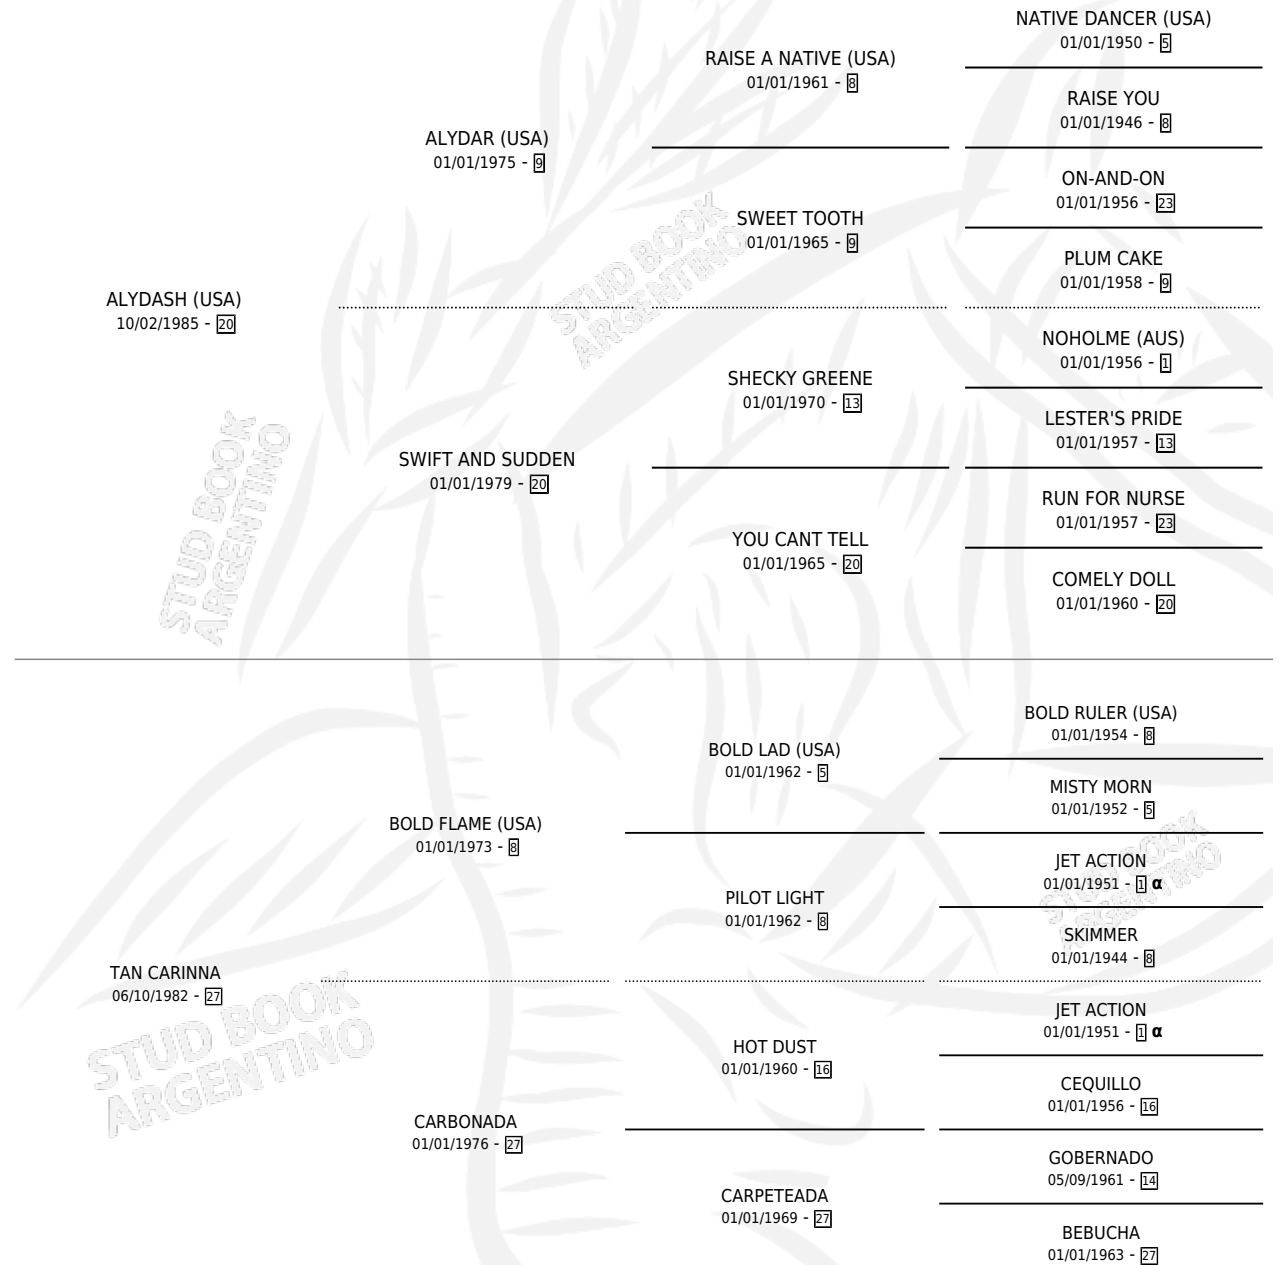 NATIVE DANCER (USA)
01/01/1950 - 5
RAISE A NATIVE (USA)
01/01/1961 - 8
RAISE YOU
01/01/1946 - 8
ALYDAR (USA)
01/01/1975 - 9
ON-AND-ON
01/01/1956 - 23
SWEET TOOTH
01/01/1965 - 9
PLUM CAKE
01/01/1958 - 9
ALYDASH (USA)
10/02/1985 - 20
NOHOLME (AUS)
01/01/1956 - 1
SHECKY GREENE
01/01/1970 - 13
LESTER'S PRIDE
01/01/1957 - 13
SWIFT AND SUDDEN
01/01/1979 - 20
RUN FOR NURSE
01/01/1957 - 23
YOU CANT TELL
01/01/1965 - 20
COMELY DOLL
01/01/1960 - 20
BOLD RULER (USA)
01/01/1954 - 8
BOLD LAD (USA)
01/01/1962 - 5
MISTY MORN
01/01/1952 - 5
BOLD FLAME (USA)
01/01/1973 - 8
JET ACTION
01/01/1951 - 1 α
PILOT LIGHT
01/01/1962 - 8
SKIMMER
01/01/1944 - 8
TAN CARINNA
06/10/1982 - 27
JET ACTION
01/01/1951 - 1 α
HOT DUST
01/01/1960 - 16
CEQUILLO
01/01/1956 - 16
CARBONADA
01/01/1976 - 27
GOBERNADO
05/09/1961 - 14
CARPETEADA
01/01/1969 - 27
BEBUCHA
01/01/1963 - 27
STUD BOOK
ARGENTINO
STUD BOOK
ARGENTINO
STUD BOOK
ARGENTINO
STUD BOOK
ARGENTINO